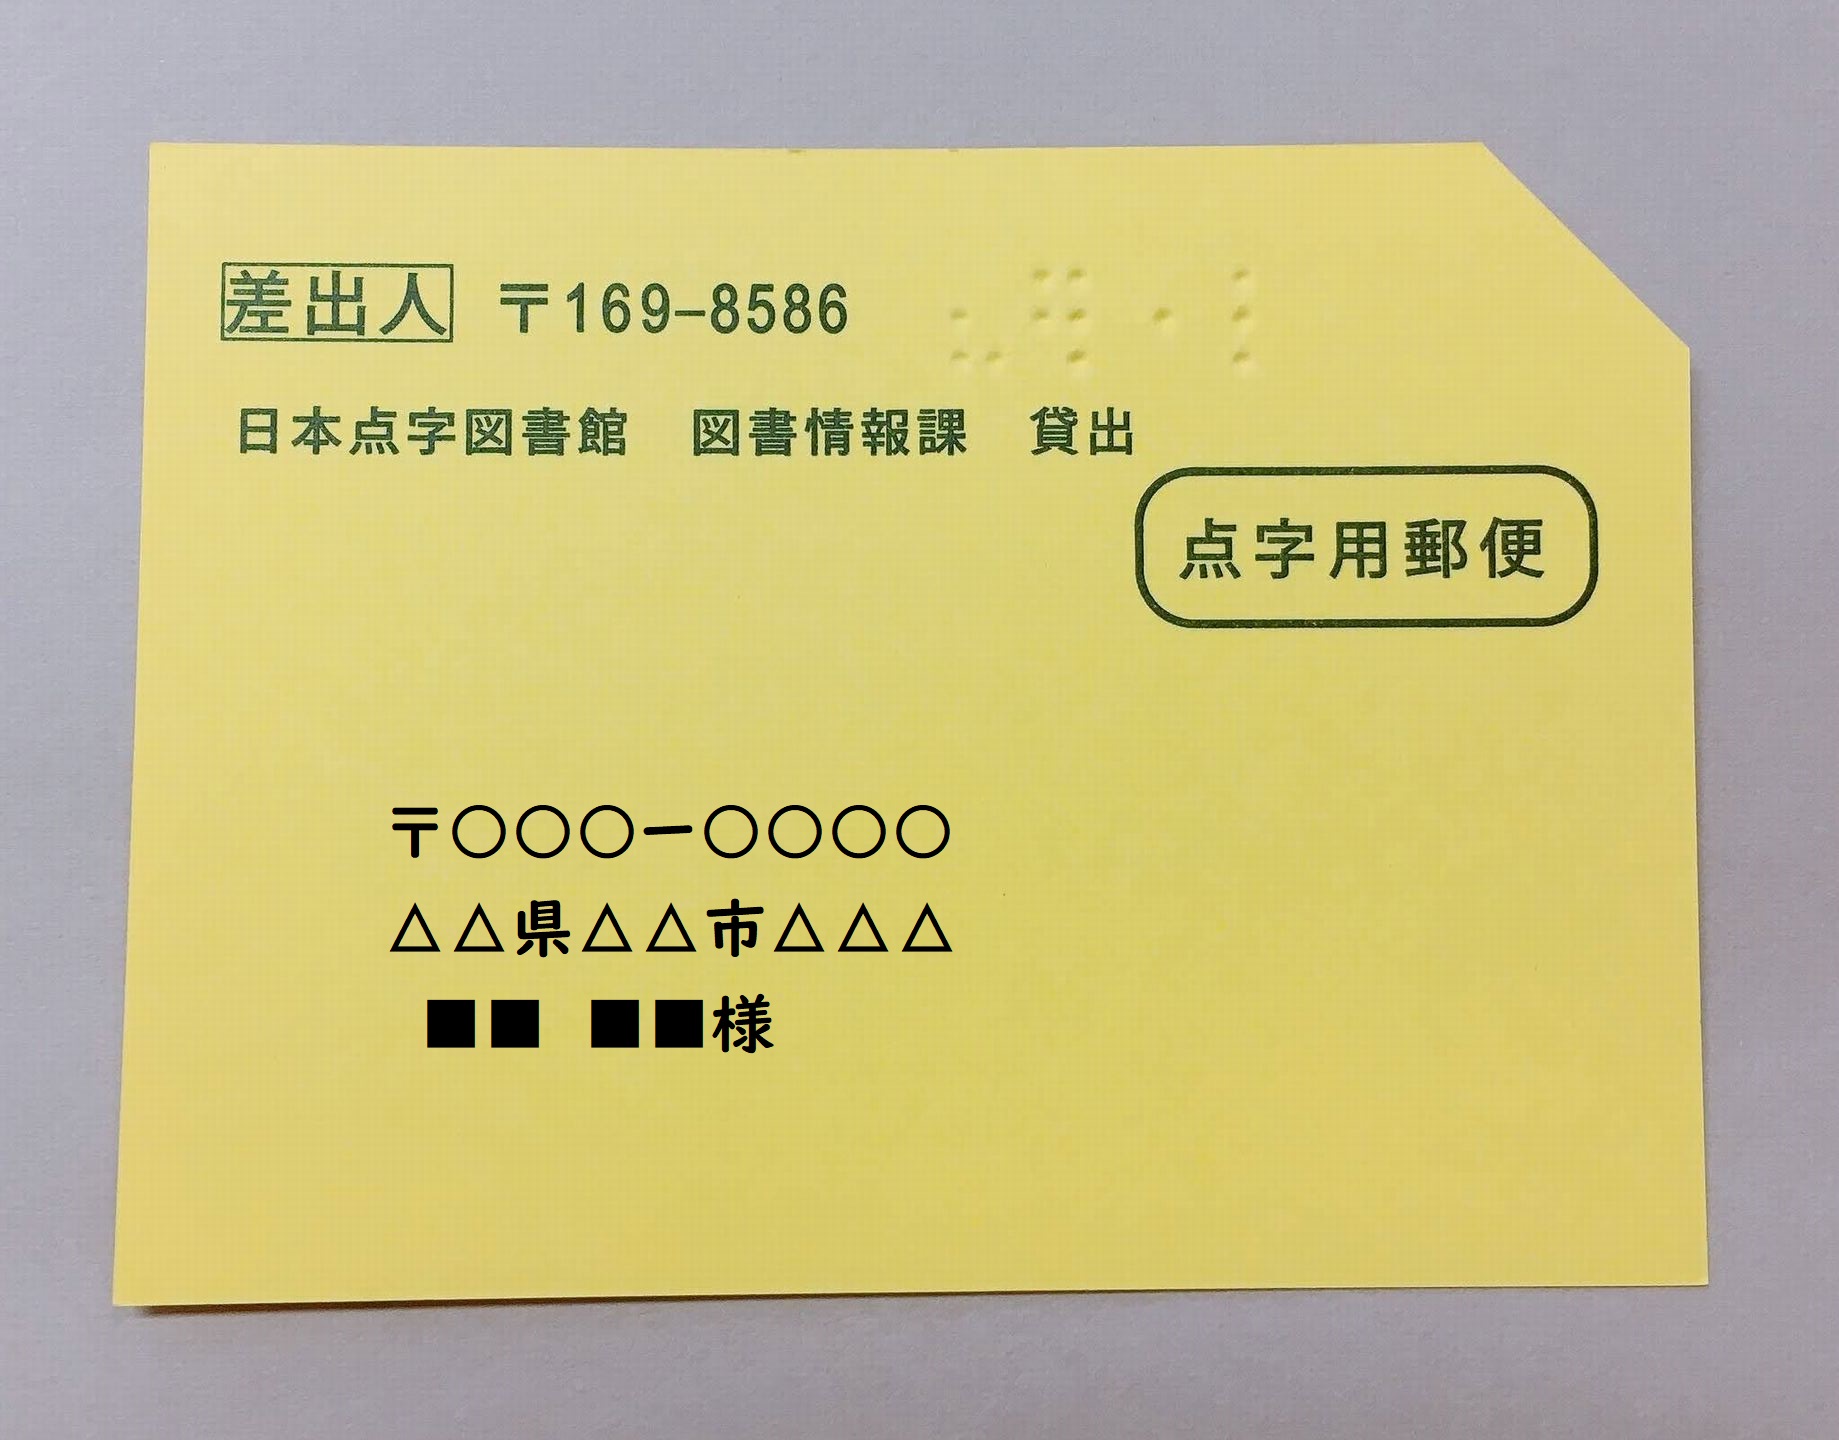 差出人 〒169-8586
日本点字図書館 図書情報課 貸出
点字用郵便
〒○○○ー○○○○
△△県△△市△△△
■■ ■■様